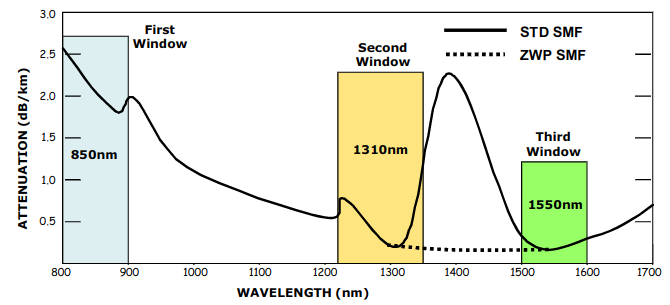 3.0
First
Window
STD SMF
ZWP SMF
Second
Window
2.5
2.0
1.5
1.0
0.5
ATTENUATION (dB/km)
850nm
1310nm
Third
Window
1550nm
800 900 1000 1100 1200 1300 1400 1500 1600 1700
WAVELENGTH (nm)